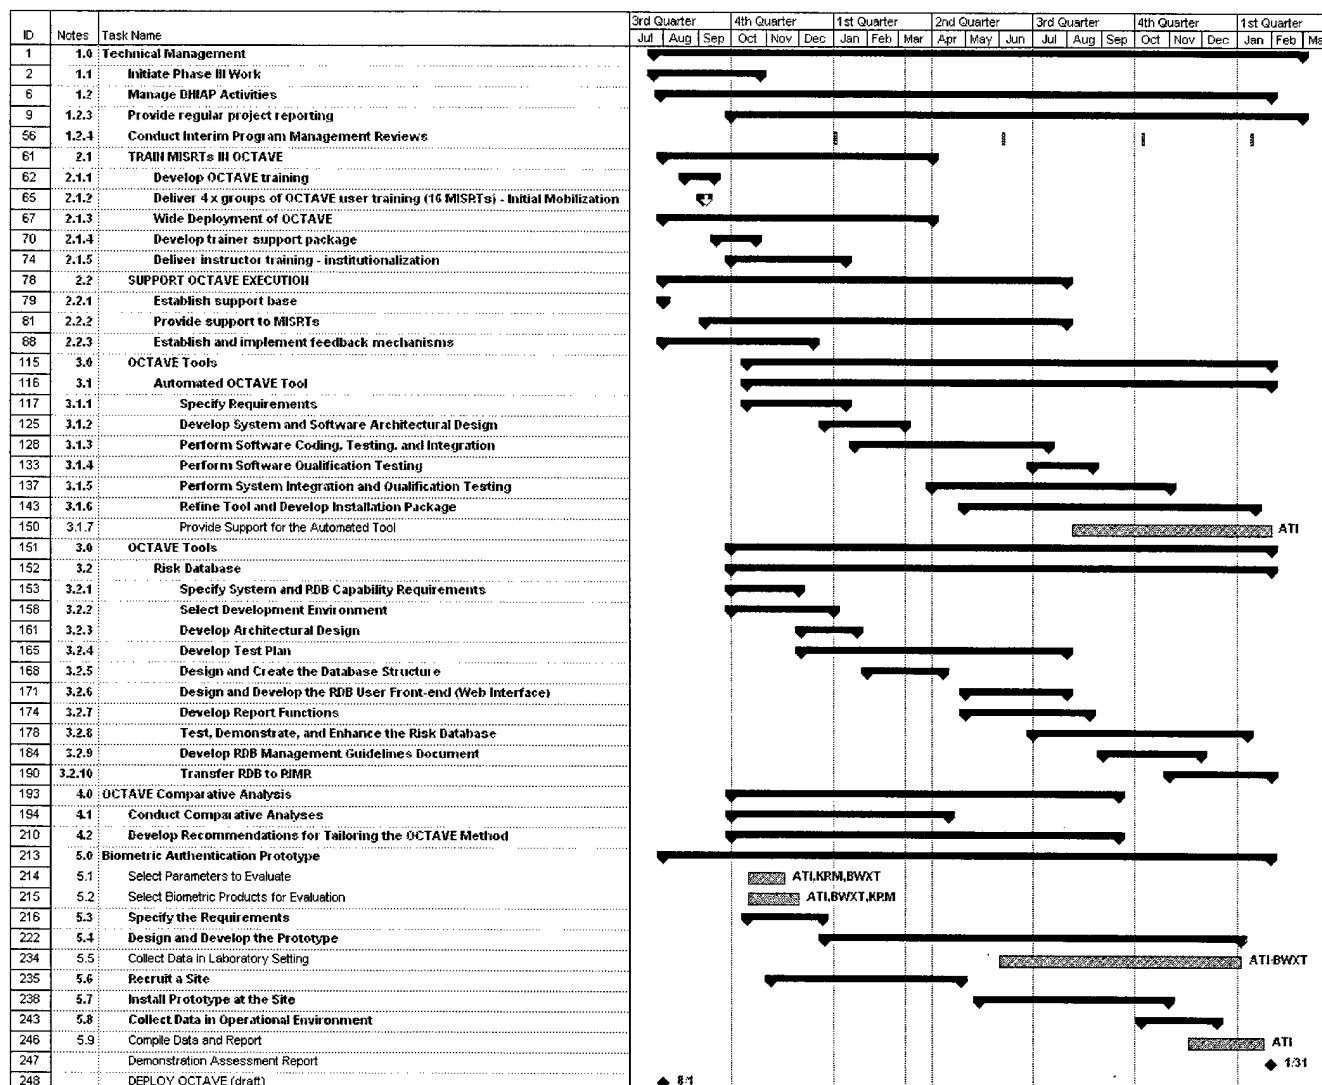 3rd Quarter 4th Quarter 1st Quarter 2nd Quarter 3rd Quarter 4th Quarter 1st Quarter
ID Notes Task Name Jul Aug Sep Oct Nov Dec Jan Feb Mar Apr May Jun Jul Aug Sep Oct Nov Dec Jan Feb Ma
1 1.0 Technical Management
2 1.1 Initiate Phase III Work
6 1.2 Manage DHIAP Activities
9 1.2.3 Provide regular project reporting
56 1.2.4 Conduct Interim Program Management Reviews
61 2.1 TRAIN MISRTs IN OCTAVE
62 2.1.1 Develop OCTAVE training
65 2.1.2 Deliver 4 x groups of OCTAVE user training (16 MISRTs) - Initial Mobilization
67 2.1.3 Wide Deployment of OCTAVE
70 2.1.4 Develop trainer support package
74 2.1.5 Deliver instructor training - institutionalization
78 2.2 SUPPORT OCTAVE EXECUTION
79 2.2.1 Establish support base
81 2.2.2 Provide support to MISRTs
88 2.2.3 Establish and implement feedback mechanisms
115 3.0 OCTAVE Tools
116 3.1 Automated OCTAVE Tool
117 3.1.1 Specify Requirements
125 3.1.2 Develop System and Software Architectural Design
128 3.1.3 Perform Software Coding, Testing, and Integration
133 3.1.4 Perform Software Qualification Testing
137 3.1.5 Perform System Integration and Qualification Testing
143 3.1.6 Refine Tool and Develop Installation Package
150 3.1.7 Provide Support for the Automated Tool ATI
151 3.0 OCTAVE Tools
152 3.2 Risk Database
153 3.2.1 Specify System and RDB Capability Requirements
158 3.2.2 Select Development Environment
161 3.2.3 Develop Architectural Design
165 3.2.4 Develop Test Plan
168 3.2.5 Design and Create the Database Structure
171 3.2.6 Design and Develop the RDB User Front-end (Web Interface)
174 3.2.7 Develop Report Functions
178 3.2.8 Test, Demonstrate, and Enhance the Risk Database
184 3.2.9 Develop RDB Management Guidelines Document
190 3.2.10 Transfer RDB to RIMR
193 4.0 OCTAVE Comparative Analysis
194 4.1 Conduct Comparative Analyses
210 4.2 Develop Recommendations for Tailoring the OCTAVE Method
213 5.0 Biometric Authentication Prototype
214 5.1 Select Parameters to Evaluate ATI,KRM,BWXT
215 5.2 Select Biometric Products for Evaluation ATI,BWXT,KRM
216 5.3 Specify the Requirements
222 5.4 Design and Develop the Prototype
234 5.5 Collect Data in Laboratory Setting ATI,BWXT
235 5.6 Recruit a Site
238 5.7 Install Prototype at the Site
243 5.8 Collect Data in Operational Environment
246 5.9 Compile Data and Report ATI
247 Demonstration Assessment Report 1/31
248 DEPLOY OCTAVE (draft) 8/1